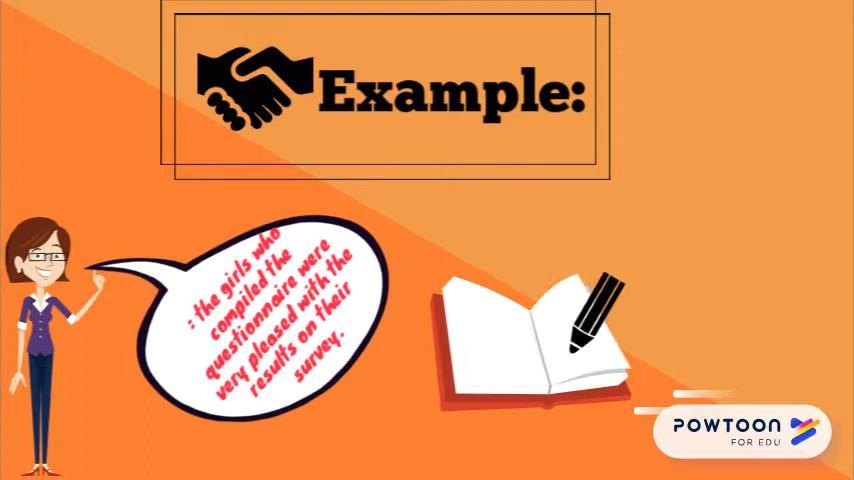 Example:
: the girls who
compiled the
questionnaire were
very pleased with the
results on their
survey.
POWTOON
FOR EDU